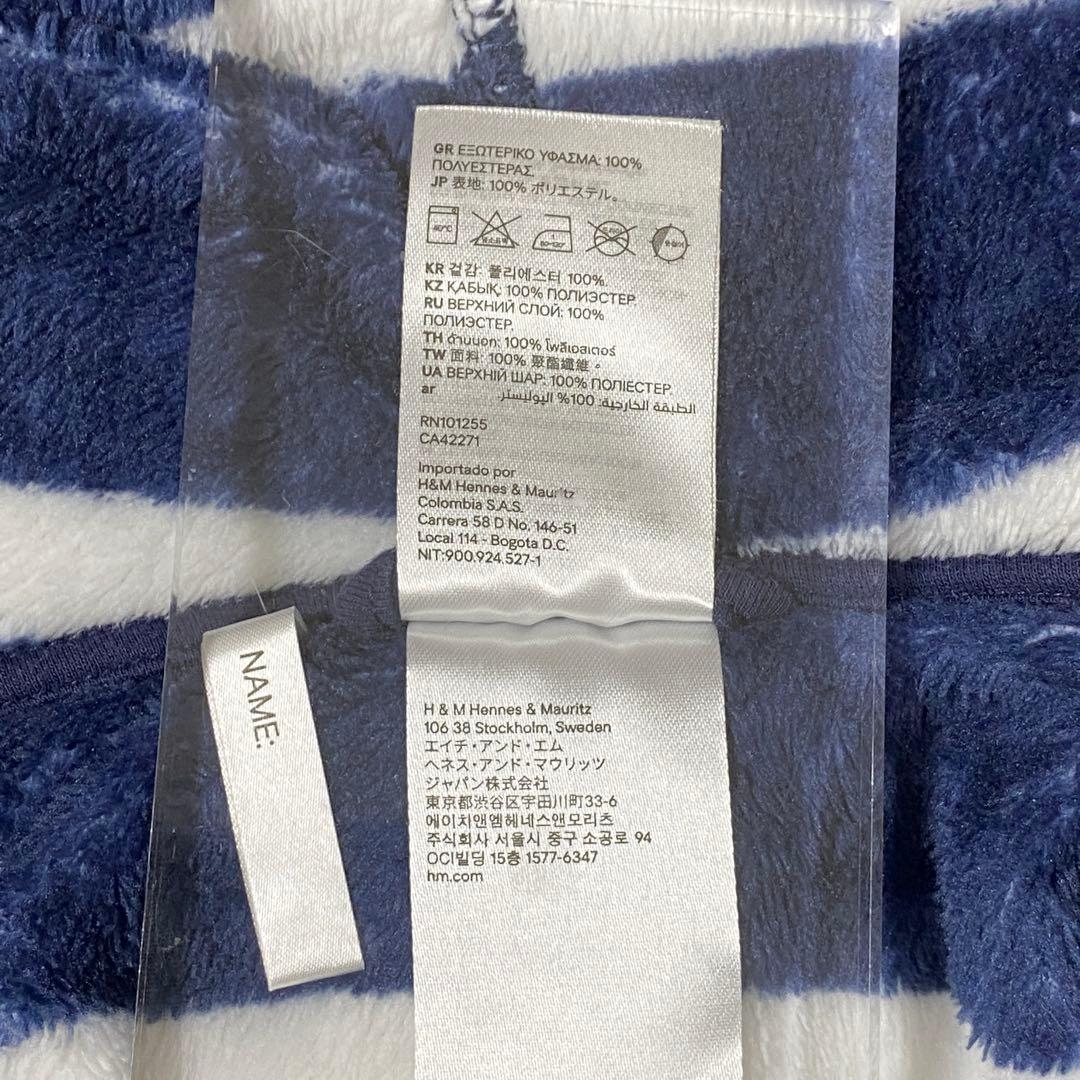 GR ΕΞΩΤΕΡΙΚΟ ΥΦΑΣΜΑ: 100%
ΠΟΛΥΕΣΤΕΡΑΣ
JP 表地: 100% ポリエステル。
KR 겉감: 폴리에스터 100%
KZ ҚАБЫҚ: 100% ПОЛИЭСТЕР
RU ВЕРХНИЙ СЛОЙ: 100%
ПОЛИЭСТЕР
TH ด้านนอก: 100% โพลีเอสเตอร์
TW 面料: 100% 聚酯纖維。
UA ВЕРХНІЙ ШАР: 100% ПОЛІЕСТЕР
ar الطبقة الخارجية: 100% البوليستر
RN101255
CA42271
Importado por
H&M Hennes & Mauritz
Colombia S.A.S.
Carrera 58 D No. 146-51
Local 114 - Bogota D.C.
NIT:900.924.527-1
NAME:
H & M Hennes & Mauritz
106 38 Stockholm, Sweden
エイチ・アンド・エム
ヘネス・アンド・マウリッツ
ジャパン株式会社
東京都渋谷区宇田川町33-6
에이치앤엠헤네스앤모리츠
주식회사 서울시 중구 소공로 94
OCI빌딩 15층 1577-6347
hm.com